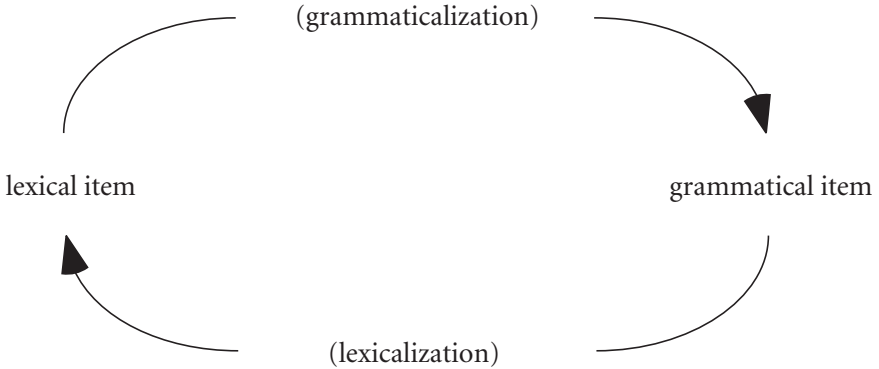 (grammaticalization)
lexical item
grammatical item
(lexicalization)